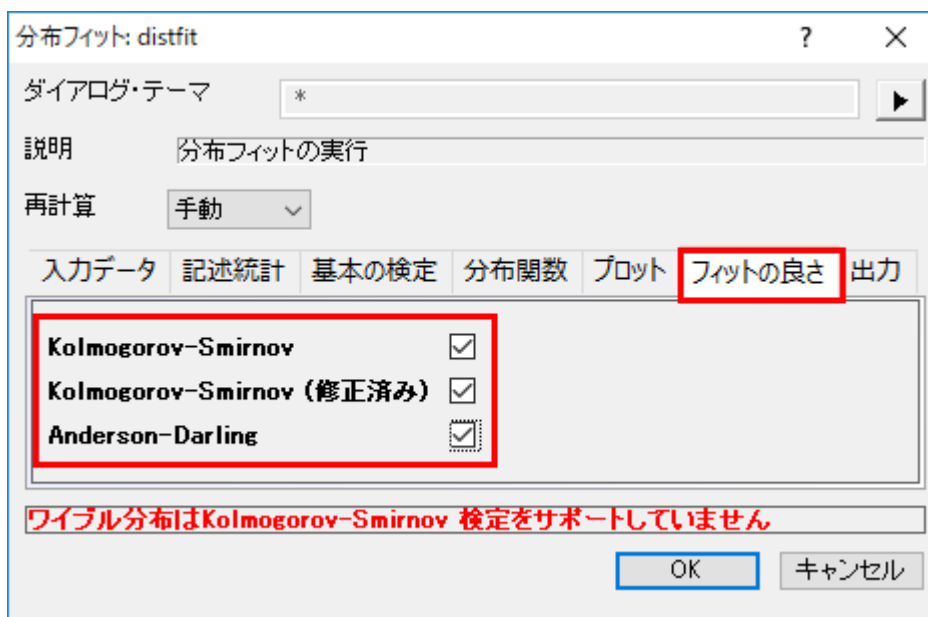 分布フィット: distfit ? ×
ダイアログ・テーマ *
説明 分布フィットの実行
再計算 手動
入力データ 記述統計 基本の検定 分布関数 プロット フィットの良さ 出力
Kolmogorov-Smirnov
Kolmogorov-Smirnov (修正済み)
Anderson-Darling
ワイブル分布はKolmogorov-Smirnov 検定をサポートしていません
OK キャンセル